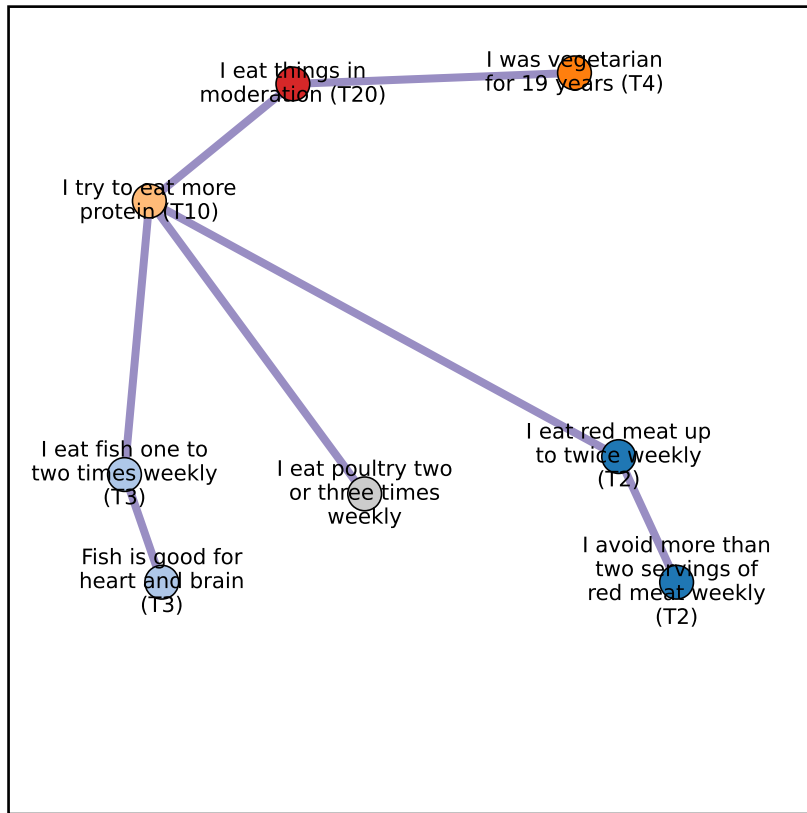 I eat things in
moderation (T20)
I was vegetarian
for 19 years (T4)
I try to eat more
protein (T10)
I eat fish one to
two times weekly
(T3)
I eat poultry two
or three times
weekly
I eat red meat up
to twice weekly
(T2)
Fish is good for
heart and brain
(T3)
I avoid more than
two servings of
red meat weekly
(T2)